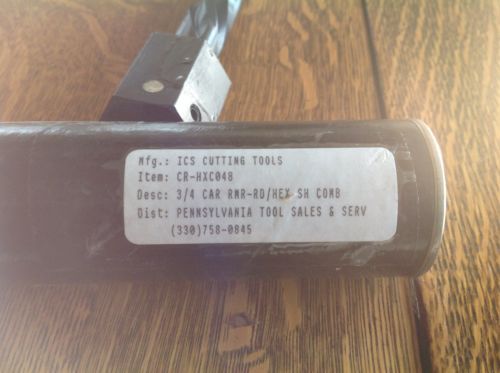 Mfg.: ICS CUTTING TOOLS
Item: CR-HXC048
Desc: 3/4 CAR RMR-RD/HEX SH COMB
Dist: PENNSYLVANIA TOOL SALES & SERV
(330)758-0845